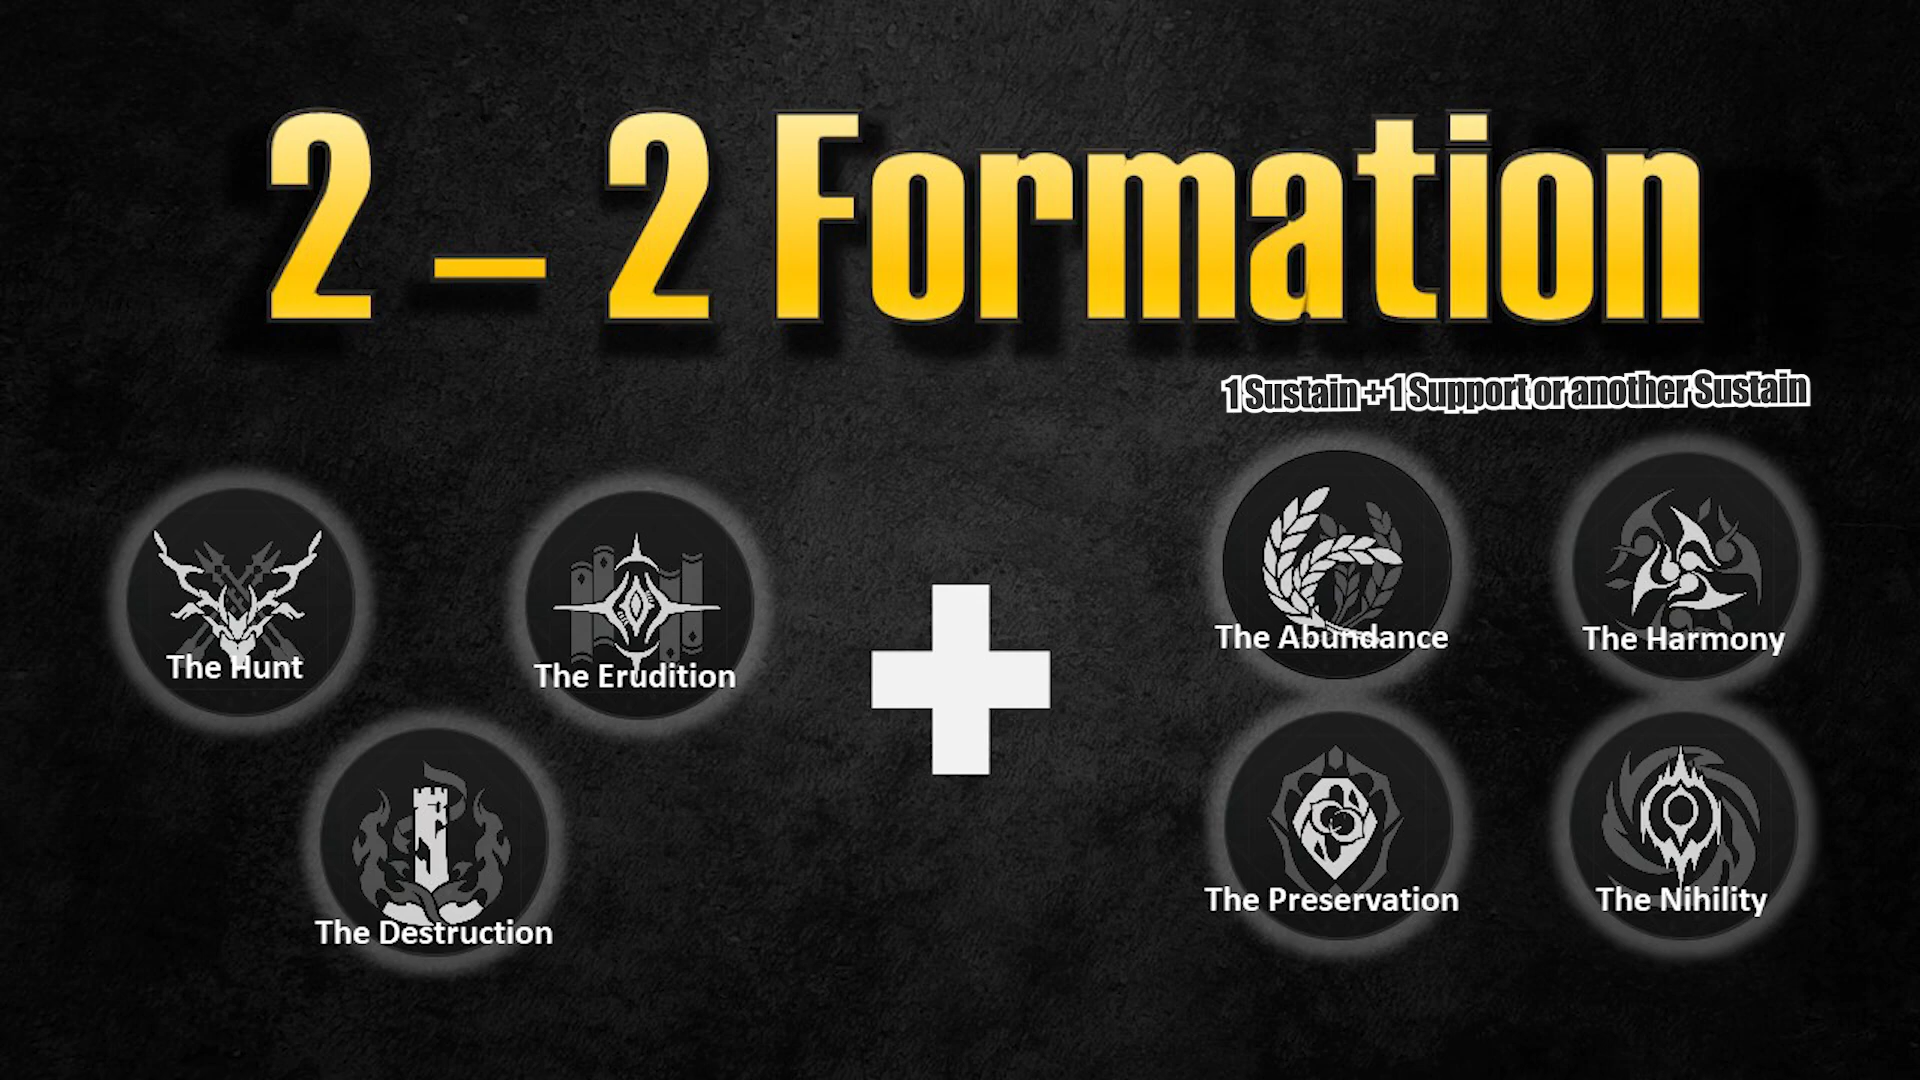 2 – 2 Formation
1 Sustain + 1 Support or another Sustain
The Hunt
The Erudition
The Destruction
The Abundance
The Harmony
The Preservation
The Nihility